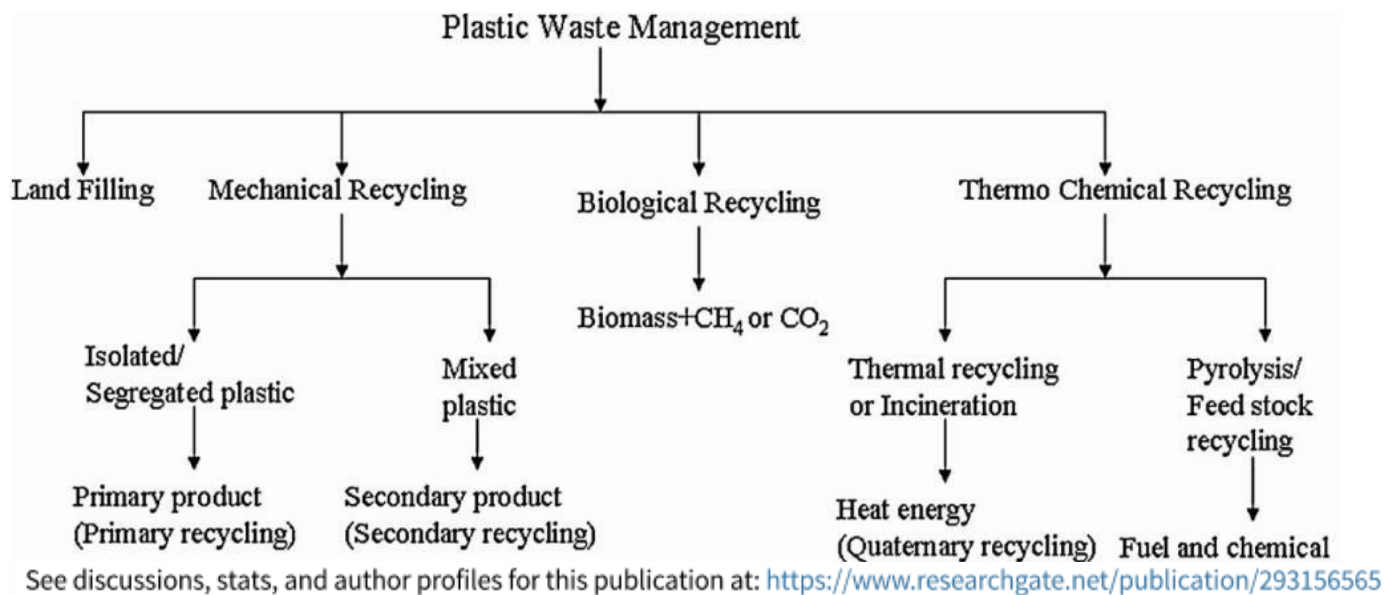 Plastic Waste Management
Land Filling
Mechanical Recycling
Biological Recycling
Thermo Chemical Recycling
Isolated/
Segregated plastic
Mixed
plastic
Biomass+CH₄ or CO₂
Thermal recycling
or Incineration
Pyrolysis/
Feed stock
recycling
Primary product
(Primary recycling)
Secondary product
(Secondary recycling)
Heat energy
(Quaternary recycling)
Fuel and chemical
See discussions, stats, and author profiles for this publication at: https://www.researchgate.net/publication/293156565